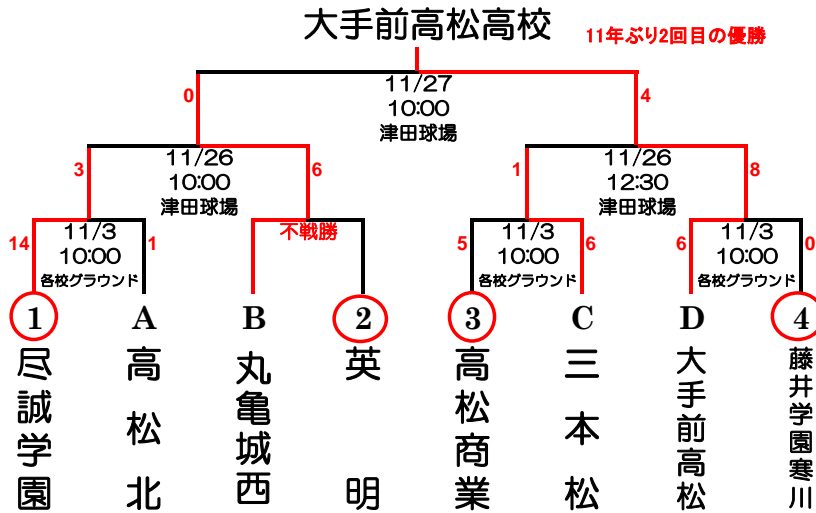 大手前高松高校
11年ぶり2回目の優勝
0
11/27
10:00
津田球場
4
3
11/26
10:00
津田球場
6
1
11/26
12:30
津田球場
8
14
11/3
10:00
各校グラウンド
1
不戦勝
5
11/3
10:00
各校グラウンド
6
6
11/3
10:00
各校グラウンド
0
1
A
B
2
3
C
D
4
尽誠学園
高松北
丸亀城西
英明
高松商業
三本松
大手前高松
藤井学園寒川